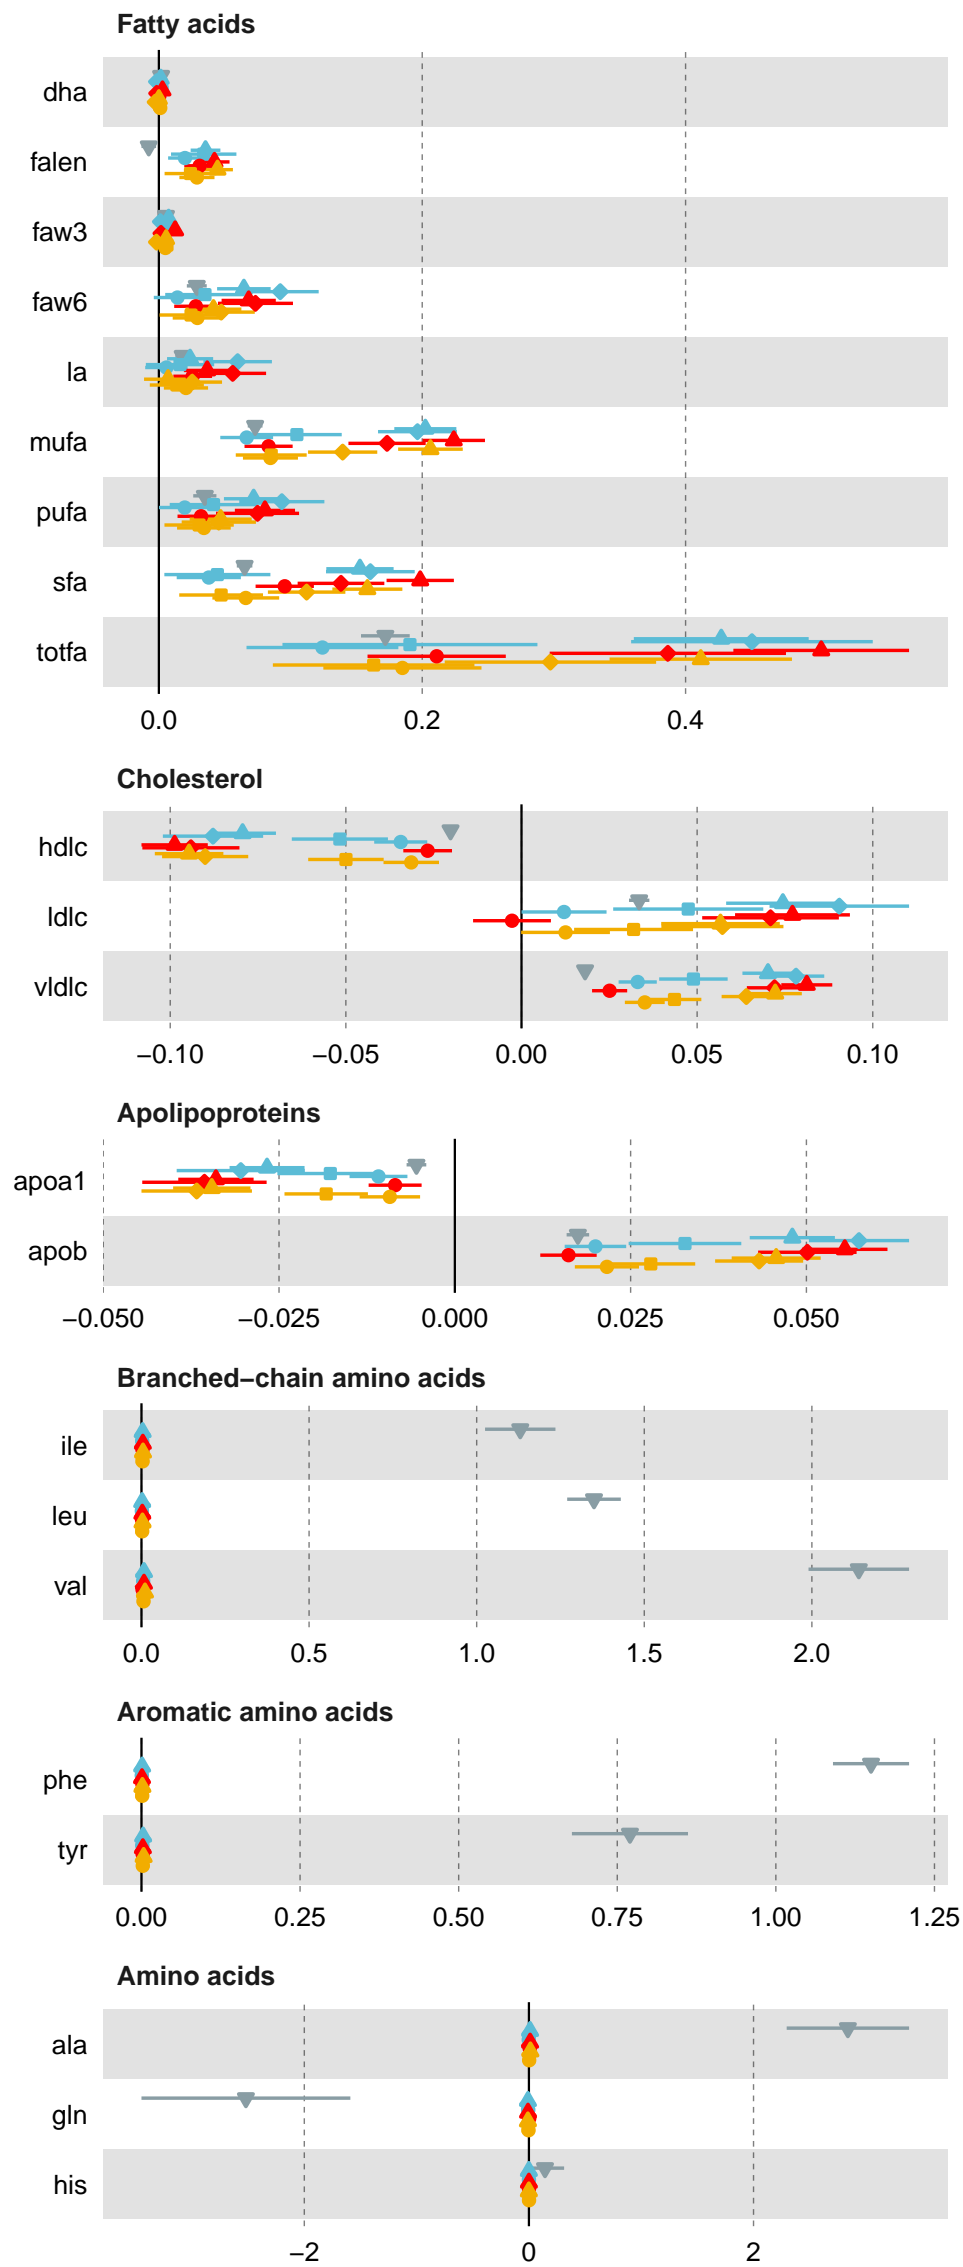 Fatty acids
dha
falen
faw3
faw6
la
mufa
pufa
sfa
totfa
0.0 0.2 0.4
Cholesterol
hdlc
ldlc
vldlc
−0.10 −0.05 0.00 0.05 0.10
Apolipoproteins
apoa1
apob
−0.050 −0.025 0.000 0.025 0.050
Branched−chain amino acids
ile
leu
val
0.0 0.5 1.0 1.5 2.0
Aromatic amino acids
phe
tyr
0.00 0.25 0.50 0.75 1.00 1.25
Amino acids
ala
gln
his
−2 0 2